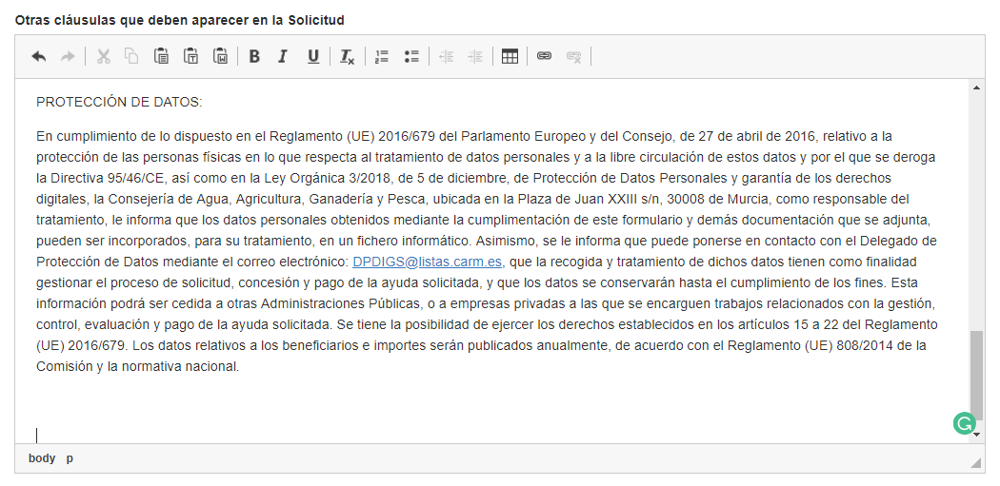 Otras cláusulas que deben aparecer en la Solicitud
B I U Ix
PROTECCIÓN DE DATOS:
En cumplimiento de lo dispuesto en el Reglamento (UE) 2016/679 del Parlamento Europeo y del Consejo, de 27 de abril de 2016, relativo a la
protección de las personas físicas en lo que respecta al tratamiento de datos personales y a la libre circulación de estos datos y por el que se deroga
la Directiva 95/46/CE, así como en la Ley Orgánica 3/2018, de 5 de diciembre, de Protección de Datos Personales y garantía de los derechos
digitales, la Consejería de Agua, Agricultura, Ganadería y Pesca, ubicada en la Plaza de Juan XXIII s/n, 30008 de Murcia, como responsable del
tratamiento, le informa que los datos personales obtenidos mediante la cumplimentación de este formulario y demás documentación que se adjunta,
pueden ser incorporados, para su tratamiento, en un fichero informático. Asimismo, se le informa que puede ponerse en contacto con el Delegado de
Protección de Datos mediante el correo electrónico: DPDIGS@listas.carm.es, que la recogida y tratamiento de dichos datos tienen como finalidad
gestionar el proceso de solicitud, concesión y pago de la ayuda solicitada, y que los datos se conservarán hasta el cumplimiento de los fines. Esta
información podrá ser cedida a otras Administraciones Públicas, o a empresas privadas a las que se encarguen trabajos relacionados con la gestión,
control, evaluación y pago de la ayuda solicitada. Se tiene la posibilidad de ejercer los derechos establecidos en los artículos 15 a 22 del Reglamento
(UE) 2016/679. Los datos relativos a los beneficiarios e importes serán publicados anualmente, de acuerdo con el Reglamento (UE) 808/2014 de la
Comisión y la normativa nacional.
body p